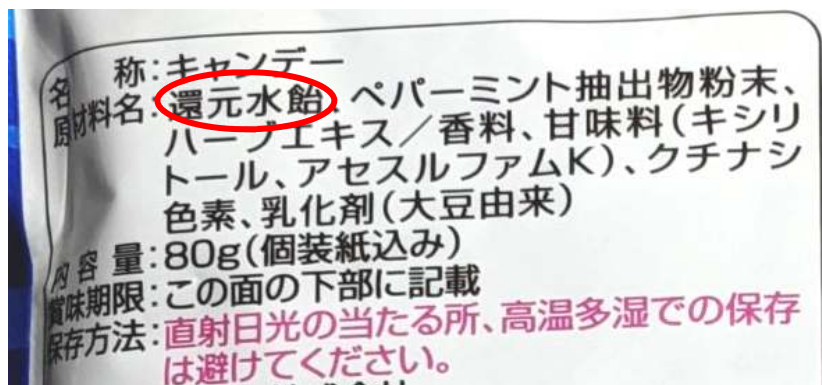 名　称:キャンデー
原材料名:還元水飴、ペパーミント抽出物粉末、
ハーブエキス／香料、甘味料(キシリ
トール、アセスルファムK)、クチナシ
色素、乳化剤(大豆由来)
内容量:80g(個装紙込み)
賞味期限:この面の下部に記載
保存方法:直射日光の当たる所、高温多湿での保存
は避けてください。